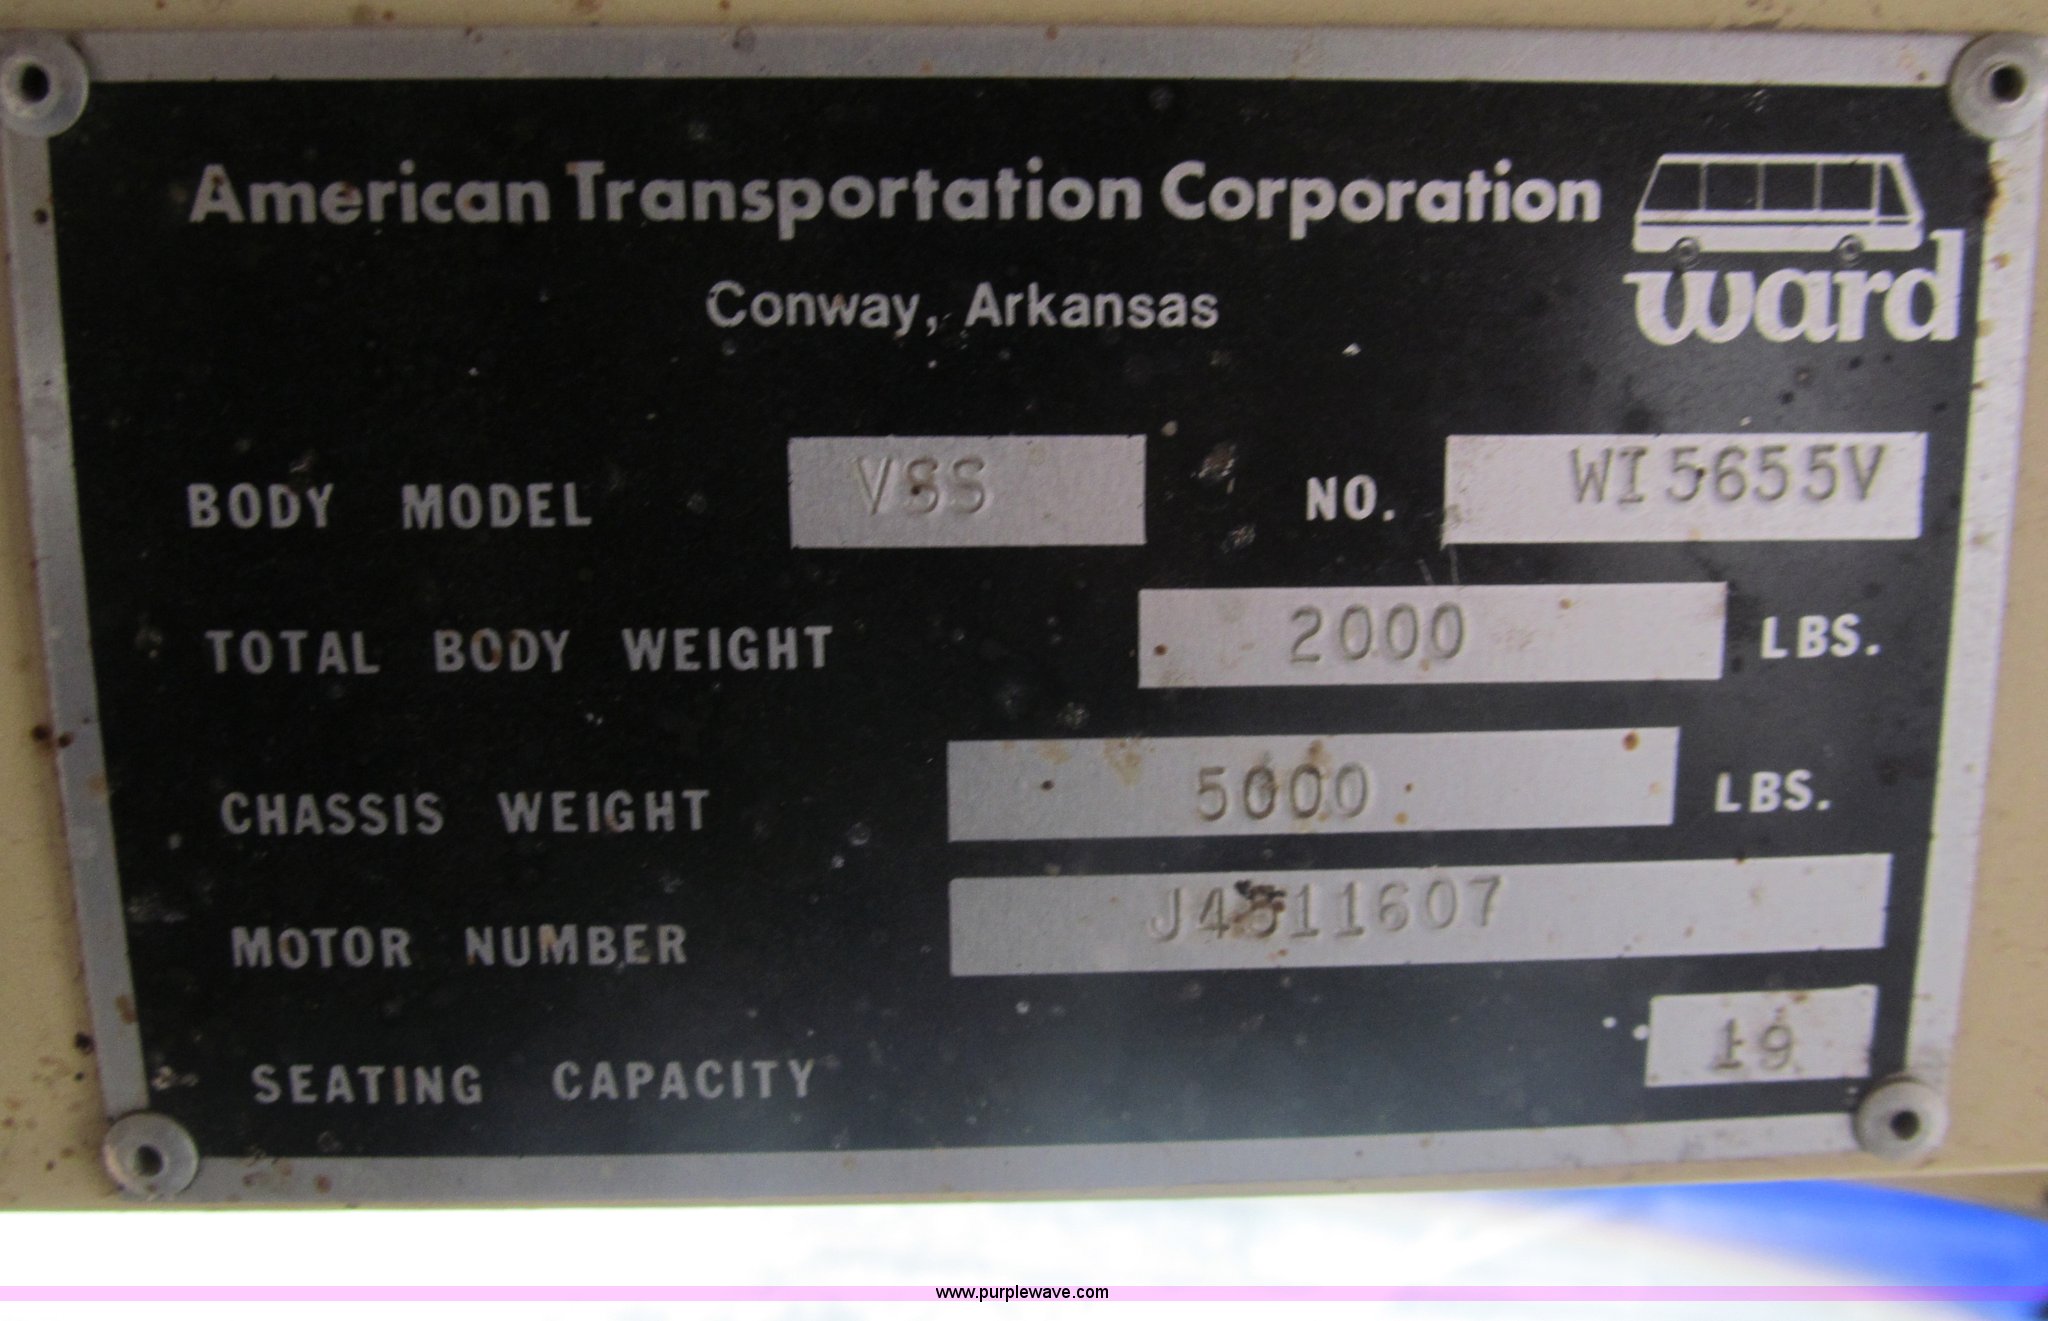 American Transportation Corporation
Conway, Arkansas
ward
BODY MODEL VSS NO. WI5655V
TOTAL BODY WEIGHT 2000 LBS.
CHASSIS WEIGHT 5000 LBS.
MOTOR NUMBER J4511607
SEATING CAPACITY 19
www.purplewave.com